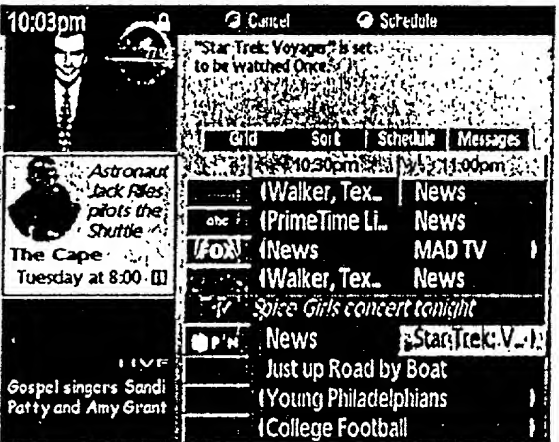 10:03pm
Cancel
Schedule
"Star Trek: Voyager" is set
to be watched Once.
Grid Sort Schedule Messages
10:30pm 11:00pm
Walker, Tex... News
abc PrimeTime Li... News
FOX News MAD TV
Walker, Tex... News
Spice Girls concert tonight
News Star Trek: V...
Just up Road by Boat
Young Philadelphians
College Football
Astronaut
Jack Riles
pilots the
Shuttle
The Cape
Tuesday at 8:00
LIVE
Gospel singers Sandi
Patty and Amy Grant